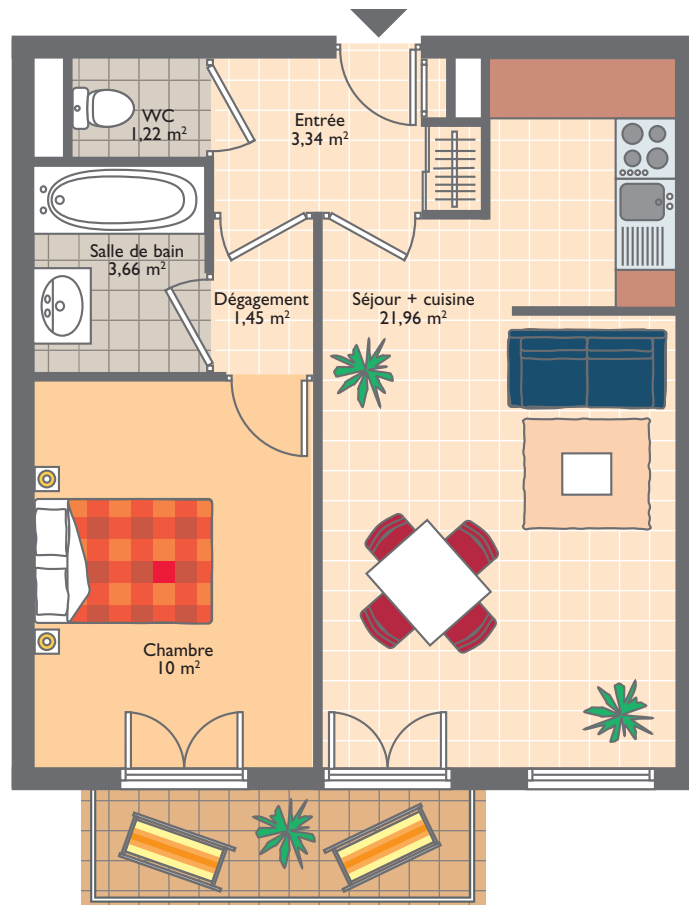 WC
1,22 m²
Entrée
3,34 m²
Salle de bain
3,66 m²
Dégagement
1,45 m²
Séjour + cuisine
21,96 m²
Chambre
10 m²